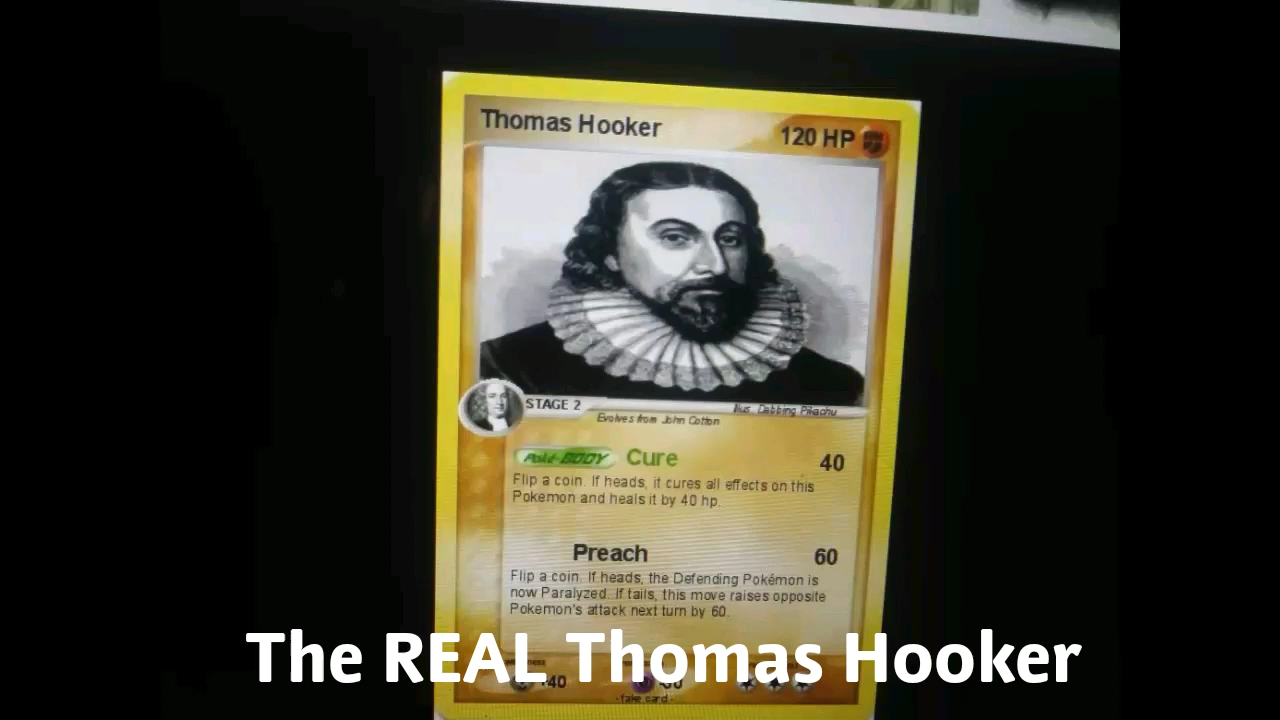 Thomas Hooker
120 HP
STAGE 2
Evolves from John Cotton
Illus. Dabbing Pikachu
Poké-BODY Cure 40
Flip a coin. If heads, it cures all effects on this
Pokemon and heals it by 40 hp.
Preach 60
Flip a coin. If heads, the Defending Pokémon is
now Paralyzed. If tails, this move raises opposite
Pokemon's attack next turn by 60.
The REAL Thomas Hooker
+40
- fake card -